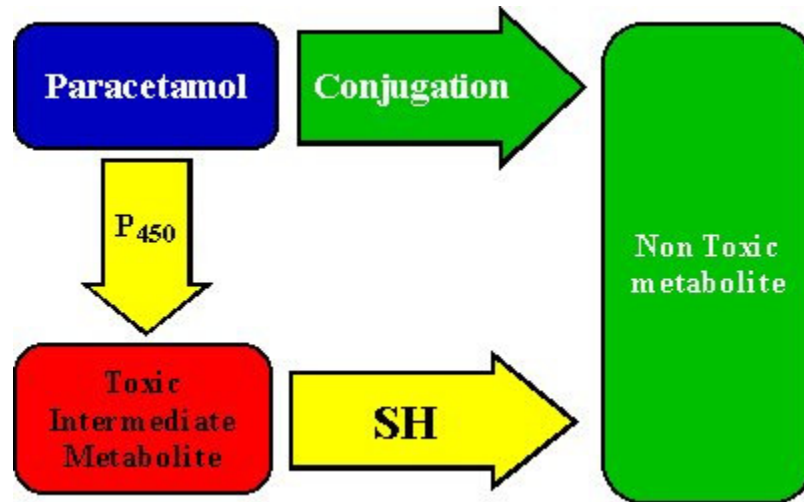 Paracetamol
Conjugation
P450
Non Toxic
metabolite
Toxic
Intermediate
Metabolite
SH